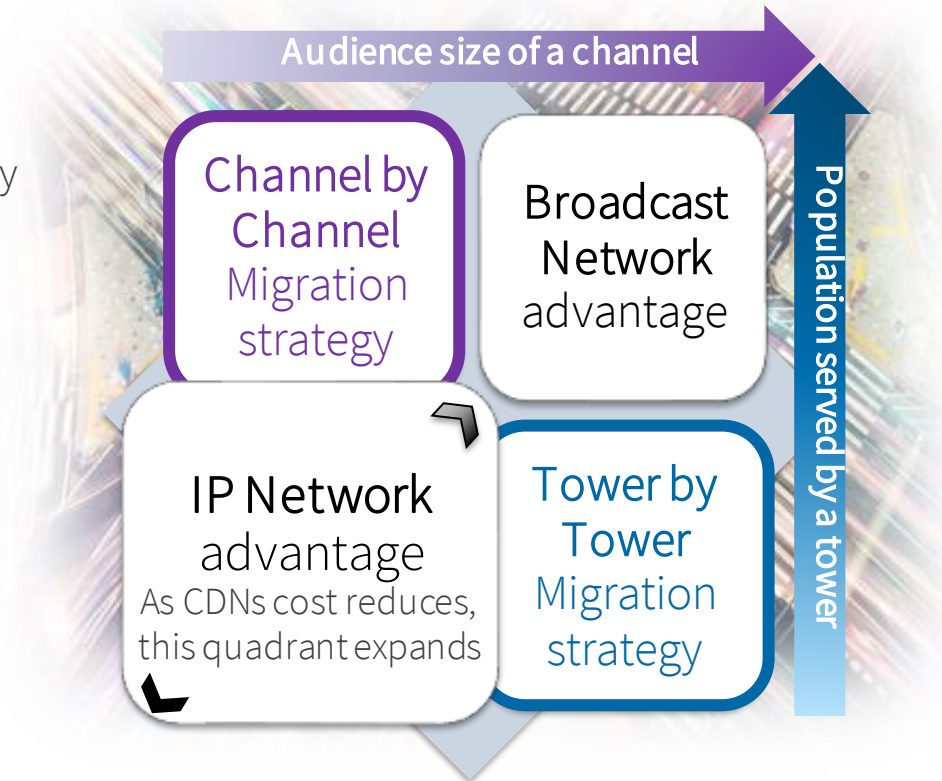 Audience size of a channel
y
Channel by
Channel
Migration
strategy
Broadcast
Network
advantage
Population served by a tower
IP Network
advantage
As CDNs cost reduces,
this quadrant expands
Tower by
Tower
Migration
strategy